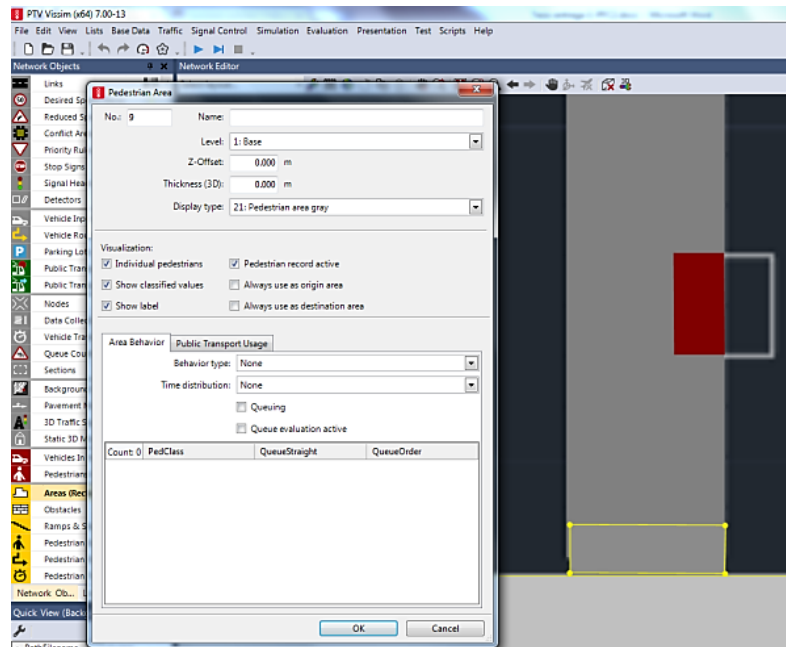 PTV Vissim (x64) 7.00-13
File Edit View Lists Base Data Traffic Signal Control Simulation Evaluation Presentation Test Scripts Help
Network Objects
Network Editor
Links
Desired Sp
Reduced Sp
Conflict Are
Priority Rul
Stop Signs
Signal Hea
Detectors
Vehicle Inp
Vehicle Rou
Parking Lot
Public Tran
Public Tran
Nodes
Data Collec
Vehicle Tra
Queue Cou
Sections
Background
Pavement M
3D Traffic S
Static 3D M
Vehicles In
Pedestrians
Areas (Rec
Obstacles
Ramps & S
Pedestrian
Pedestrian
Pedestrian
Network Ob...
Quick View (Back
Pedestrian Area
No.: 9 Name:
Level: 1: Base
Z-Offset: 0.000 m
Thickness (3D): 0.000 m
Display type: 21: Pedestrian area gray
Visualization:
Individual pedestrians Pedestrian record active
Show classified values Always use as origin area
Show label Always use as destination area
Area Behavior Public Transport Usage
Behavior type: None
Time distribution: None
Queuing
Queue evaluation active
Count: 0 PedClass QueueStraight QueueOrder
OK Cancel